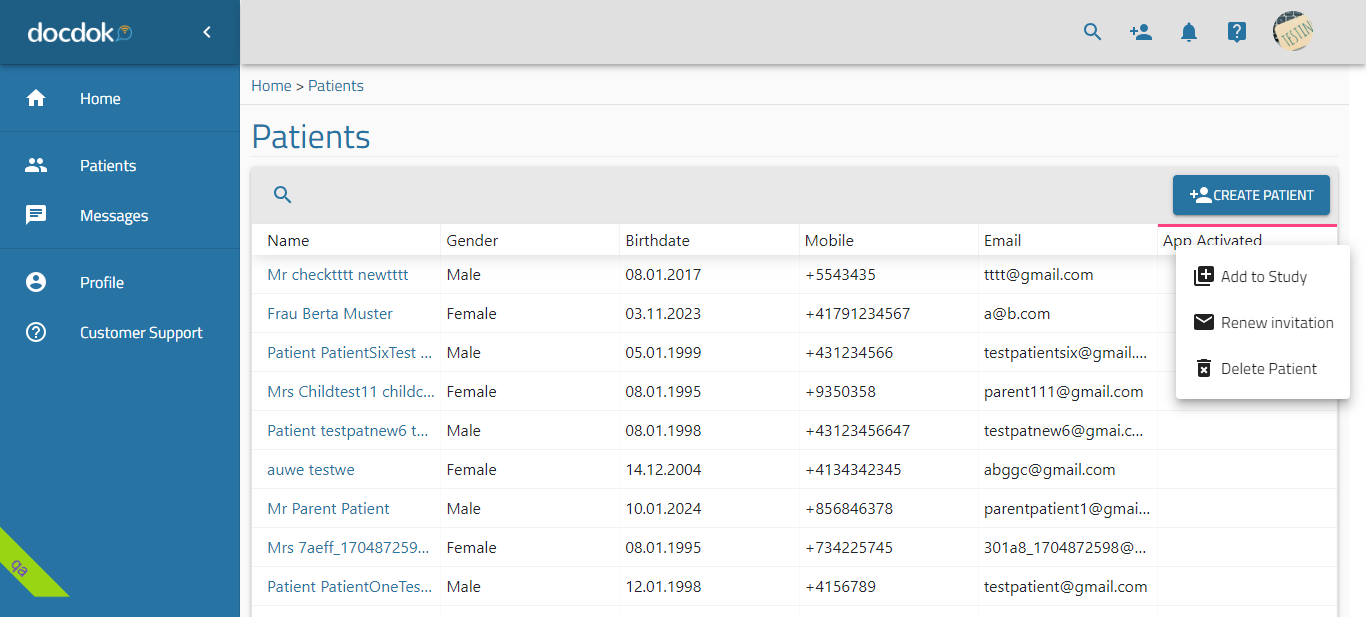 docdok
Home
Patients
Messages
Profile
Customer Support
qa
TESTIN
Home > Patients
Patients
CREATE PATIENT
Name Gender Birthdate Mobile Email App Activated
Mr checktttt newtttt Male 08.01.2017 +5543435 tttt@gmail.com
Frau Berta Muster Female 03.11.2023 +41791234567 a@b.com
Patient PatientSixTest ... Male 05.01.1999 +431234566 testpatientsix@gmail....
Mrs Childtest11 childc... Female 08.01.1995 +9350358 parent111@gmail.com
Patient testpatnew6 t... Male 08.01.1998 +43123456647 testpatnew6@gmai.c...
auwe testwe Female 14.12.2004 +4134342345 abggc@gmail.com
Mr Parent Patient Male 10.01.2024 +856846378 parentpatient1@gmai...
Mrs 7aeff_170487259... Female 08.01.1995 +734225745 301a8_1704872598@...
Patient PatientOneTes... Male 12.01.1998 +4156789 testpatient@gmail.com
Add to Study
Renew invitation
Delete Patient